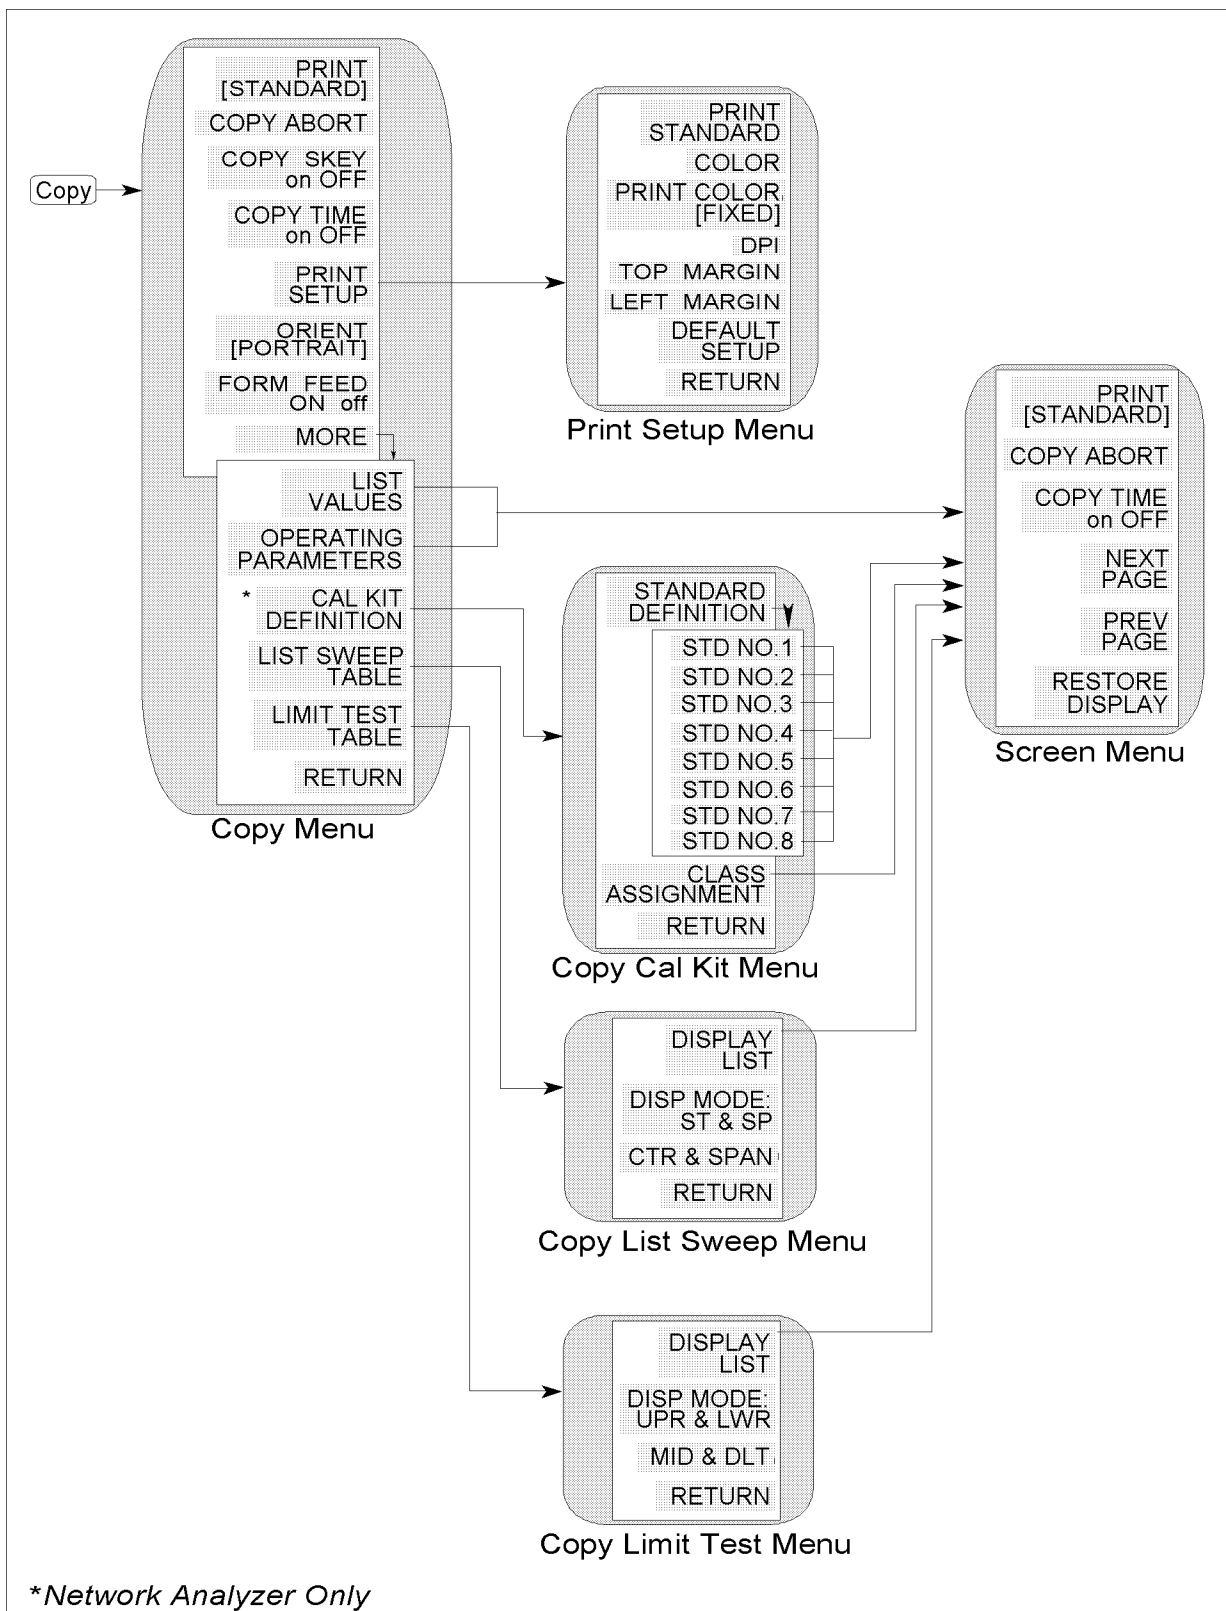 Copy
PRINT
[STANDARD]
COPY ABORT
COPY SKEY
on OFF
COPY TIME
on OFF
PRINT
SETUP
ORIENT
[PORTRAIT]
FORM FEED
ON off
MORE
LIST
VALUES
OPERATING
PARAMETERS
* CAL KIT
DEFINITION
LIST SWEEP
TABLE
LIMIT TEST
TABLE
RETURN
Copy Menu
PRINT
STANDARD
COLOR
PRINT COLOR
[FIXED]
DPI
TOP MARGIN
LEFT MARGIN
DEFAULT
SETUP
RETURN
Print Setup Menu
STANDARD
DEFINITION
STD NO.1
STD NO.2
STD NO.3
STD NO.4
STD NO.5
STD NO.6
STD NO.7
STD NO.8
CLASS
ASSIGNMENT
RETURN
Copy Cal Kit Menu
DISPLAY
LIST
DISP MODE:
ST & SP
CTR & SPAN
RETURN
Copy List Sweep Menu
DISPLAY
LIST
DISP MODE:
UPR & LWR
MID & DLT
RETURN
Copy Limit Test Menu
PRINT
[STANDARD]
COPY ABORT
COPY TIME
on OFF
NEXT
PAGE
PREV
PAGE
RESTORE
DISPLAY
Screen Menu
*Network Analyzer Only